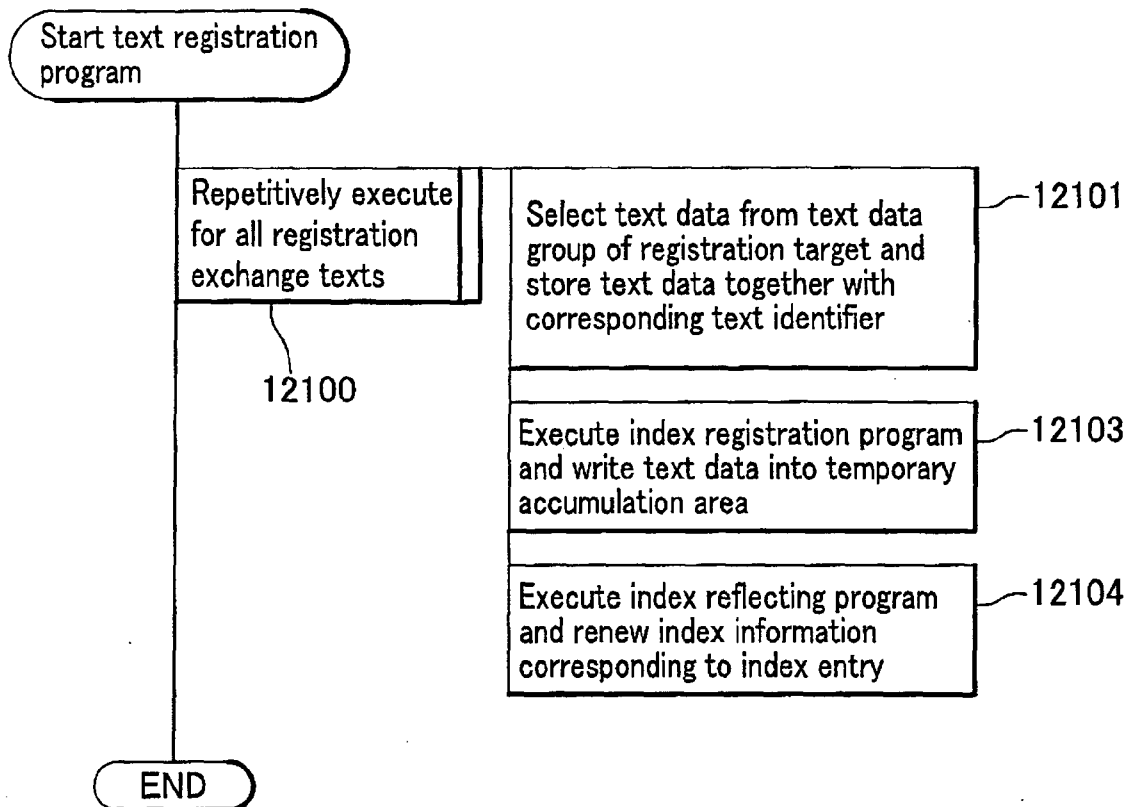 Start text registration
program
Repetitively execute
for all registration
exchange texts
12100
Select text data from text data
group of registration target and
store text data together with
corresponding text identifier
12101
Execute index registration program
and write text data into temporary
accumulation area
12103
Execute index reflecting program
and renew index information
corresponding to index entry
12104
END